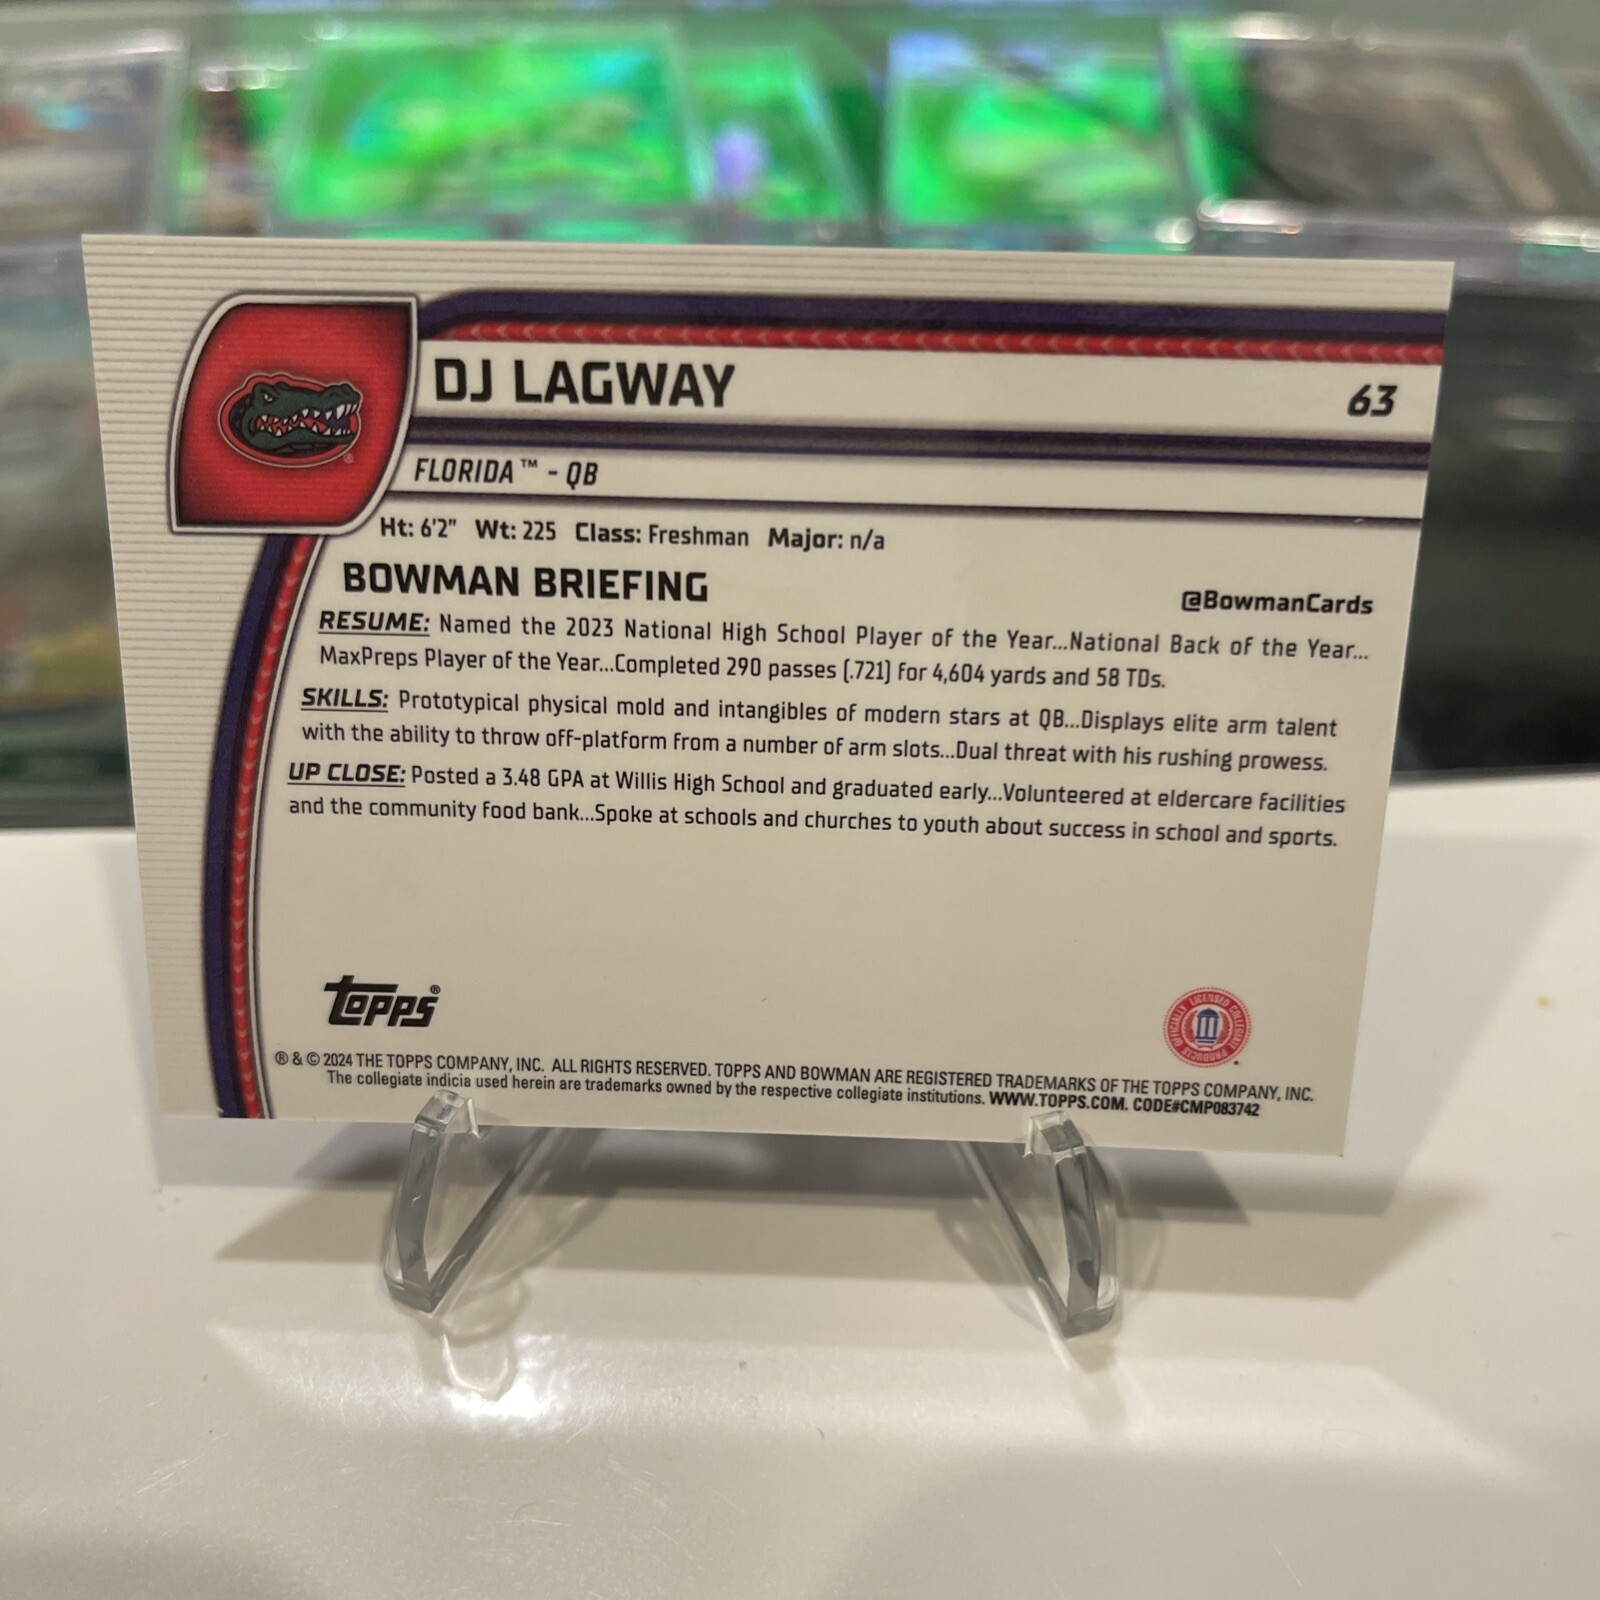 DJ LAGWAY
63
FLORIDA™ - QB
Ht: 6'2" Wt: 225 Class: Freshman Major: n/a
BOWMAN BRIEFING
@BowmanCards
RESUME: Named the 2023 National High School Player of the Year...National Back of the Year...
MaxPreps Player of the Year...Completed 290 passes (.721) for 4,604 yards and 58 TDs.
SKILLS: Prototypical physical mold and intangibles of modern stars at QB...Displays elite arm talent
with the ability to throw off-platform from a number of arm slots...Dual threat with his rushing prowess.
UP CLOSE: Posted a 3.48 GPA at Willis High School and graduated early...Volunteered at eldercare facilities
and the community food bank...Spoke at schools and churches to youth about success in school and sports.
Topps®
OFFICIALLY LICENSED COLLEGIATE PRODUCTS
® & © 2024 THE TOPPS COMPANY, INC. ALL RIGHTS RESERVED. TOPPS AND BOWMAN ARE REGISTERED TRADEMARKS OF THE TOPPS COMPANY, INC.
The collegiate indicia used herein are trademarks owned by the respective collegiate institutions. WWW.TOPPS.COM. CODE#CMP083742